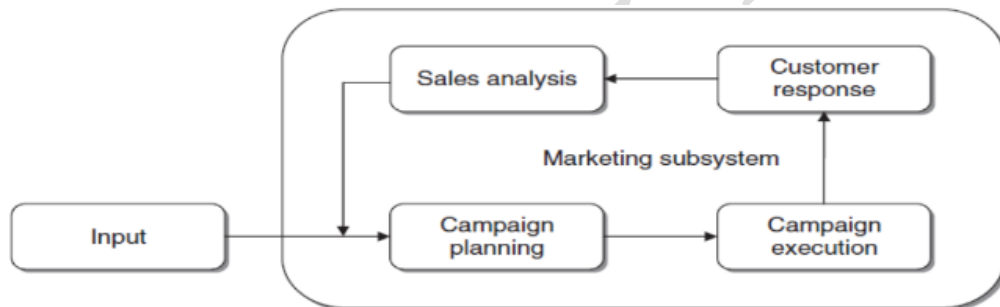 Sales analysis
Customer
response
Marketing subsystem
Input
Campaign
planning
Campaign
execution